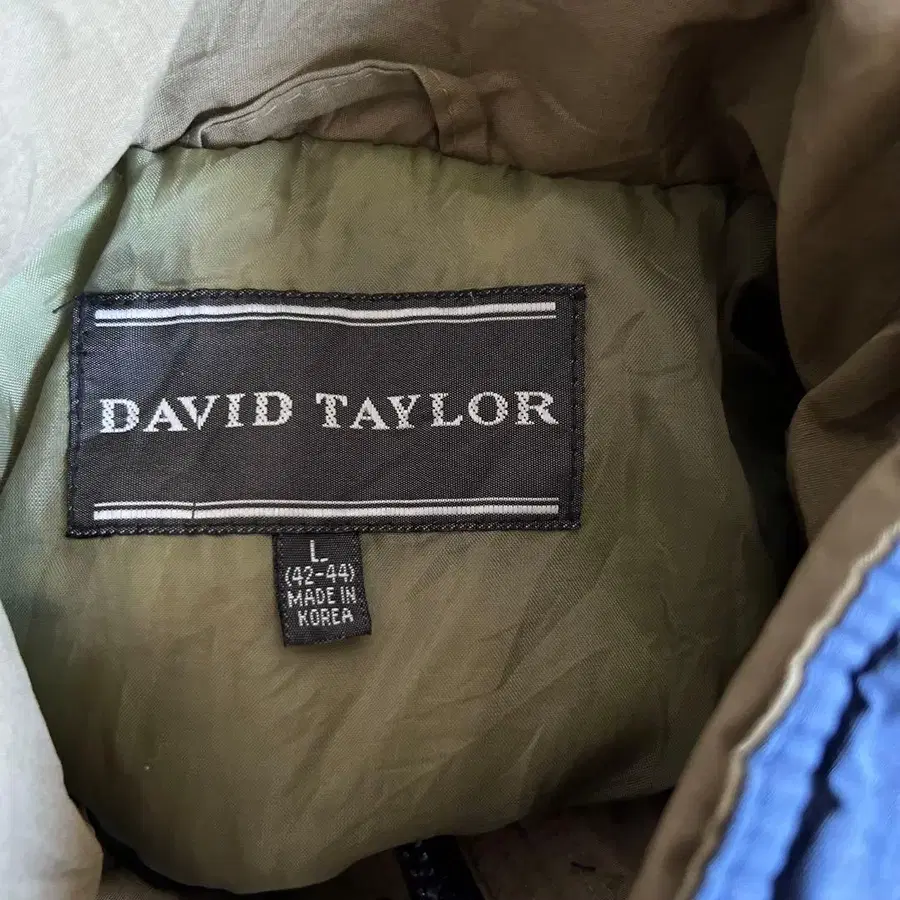 DAVID TAYLOR
L
(42-44)
MADE IN
KOREA